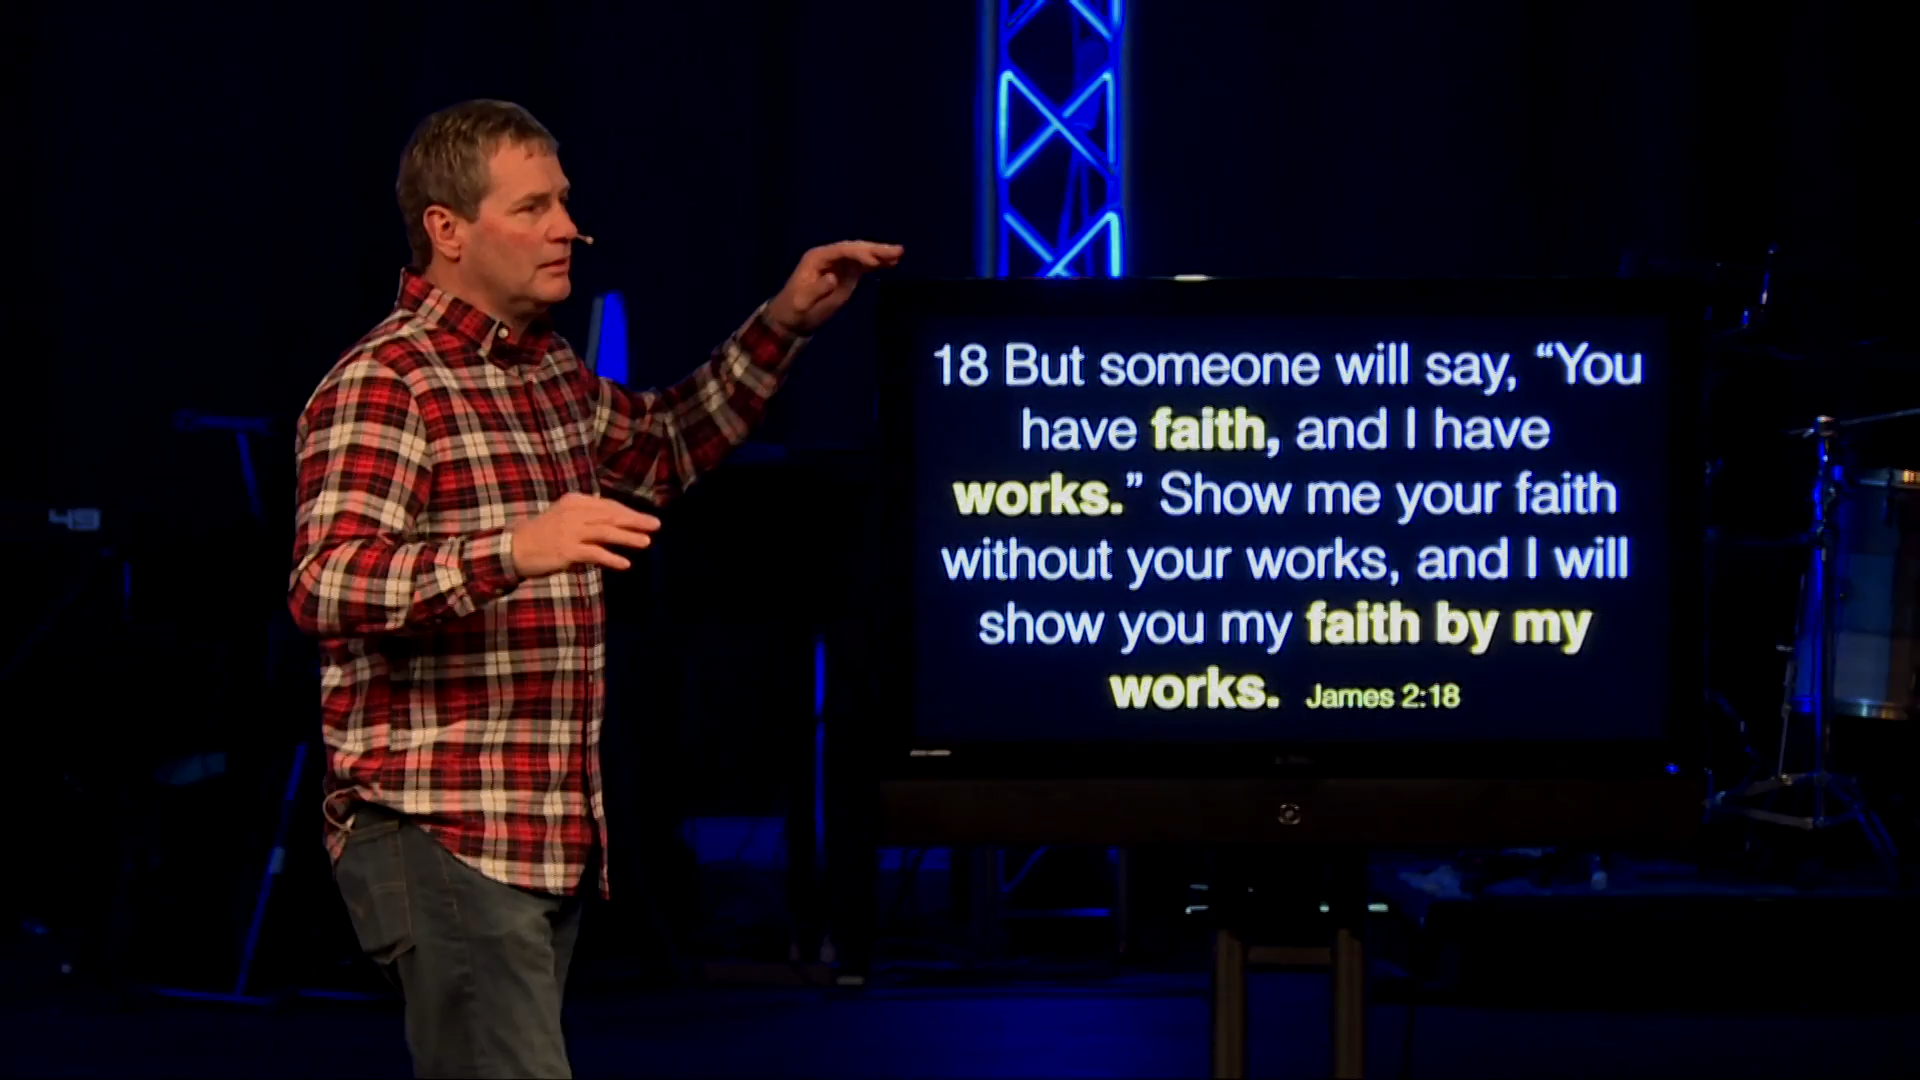 18 But someone will say, “You
have faith, and I have
works.” Show me your faith
without your works, and I will
show you my faith by my
works. James 2:18